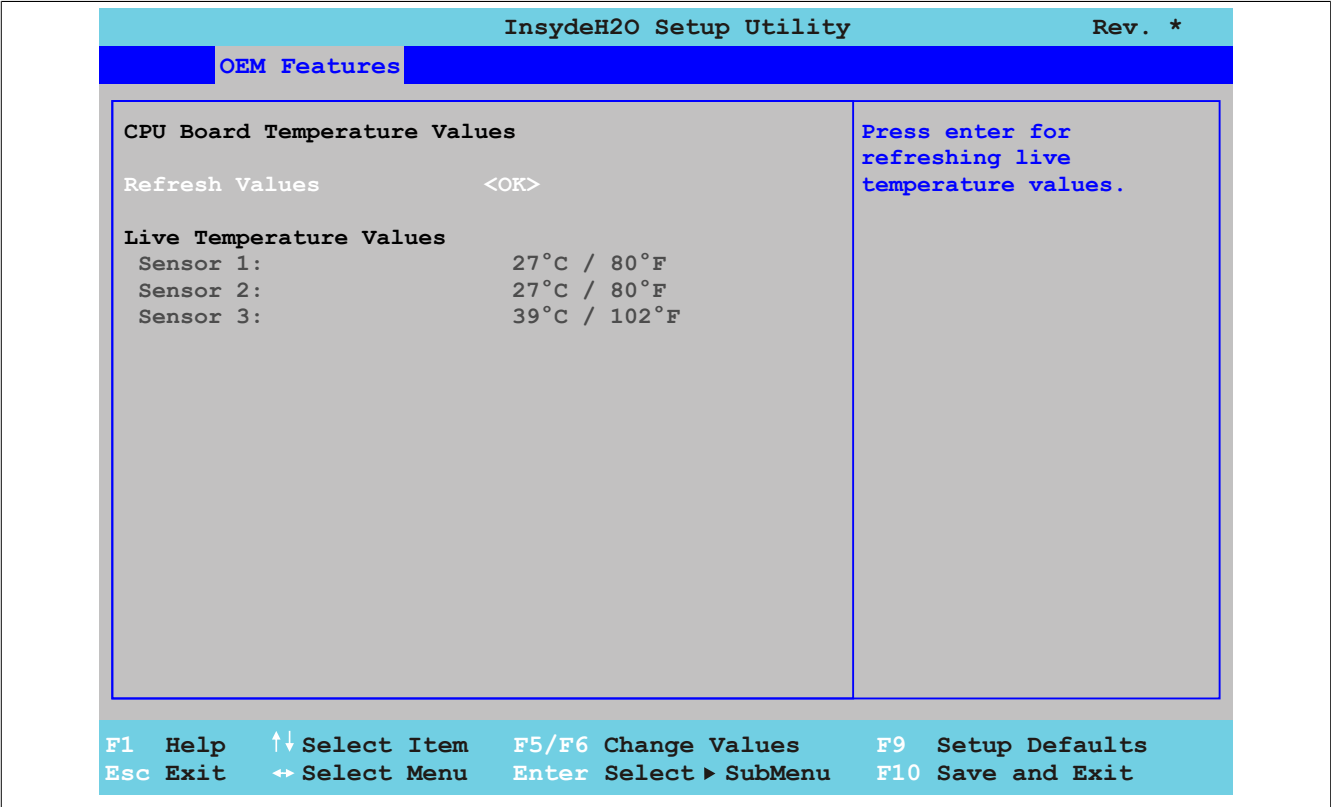 InsydeH2O Setup Utility Rev. *
OEM Features
CPU Board Temperature Values
Refresh Values <OK>
Live Temperature Values
Sensor 1: 27°C / 80°F
Sensor 2: 27°C / 80°F
Sensor 3: 39°C / 102°F
Press enter for
refreshing live
temperature values.
F1 Help ↑↓ Select Item F5/F6 Change Values F9 Setup Defaults
Esc Exit ↔ Select Menu Enter Select ▶ SubMenu F10 Save and Exit